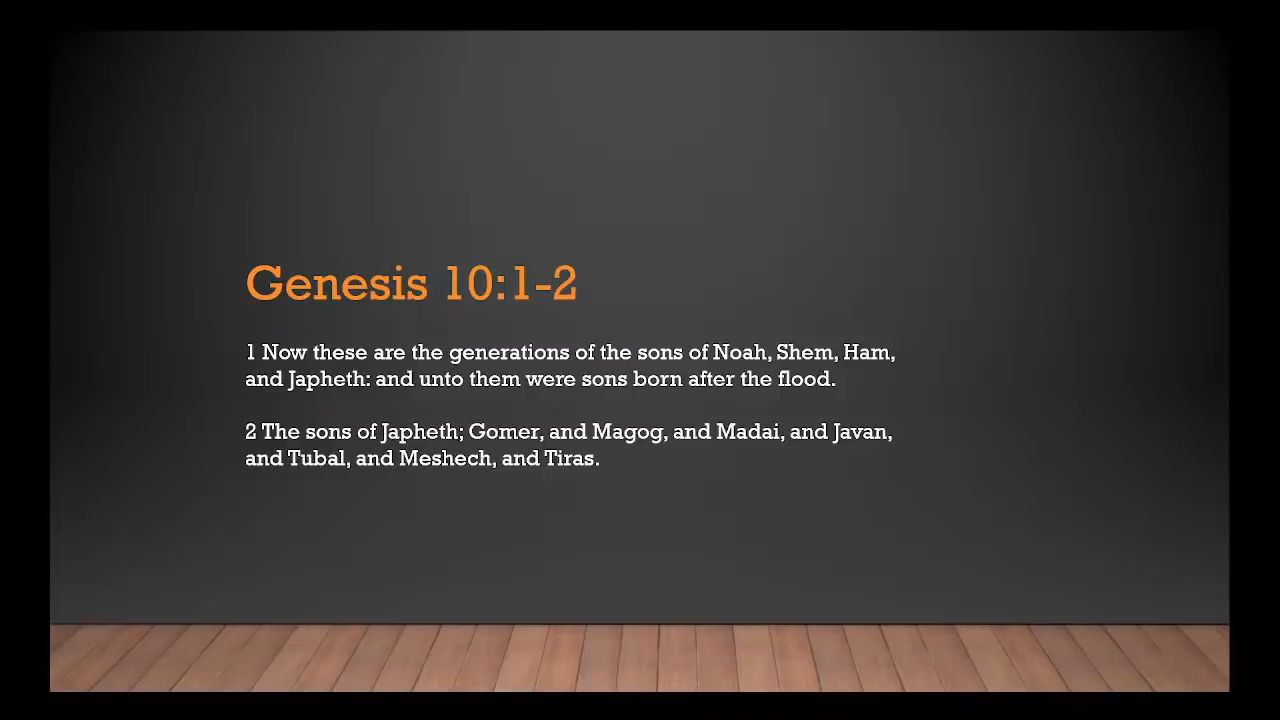 Genesis 10:1-2
1 Now these are the generations of the sons of Noah, Shem, Ham,
and Japheth: and unto them were sons born after the flood.
2 The sons of Japheth; Gomer, and Magog, and Madai, and Javan,
and Tubal, and Meshech, and Tiras.